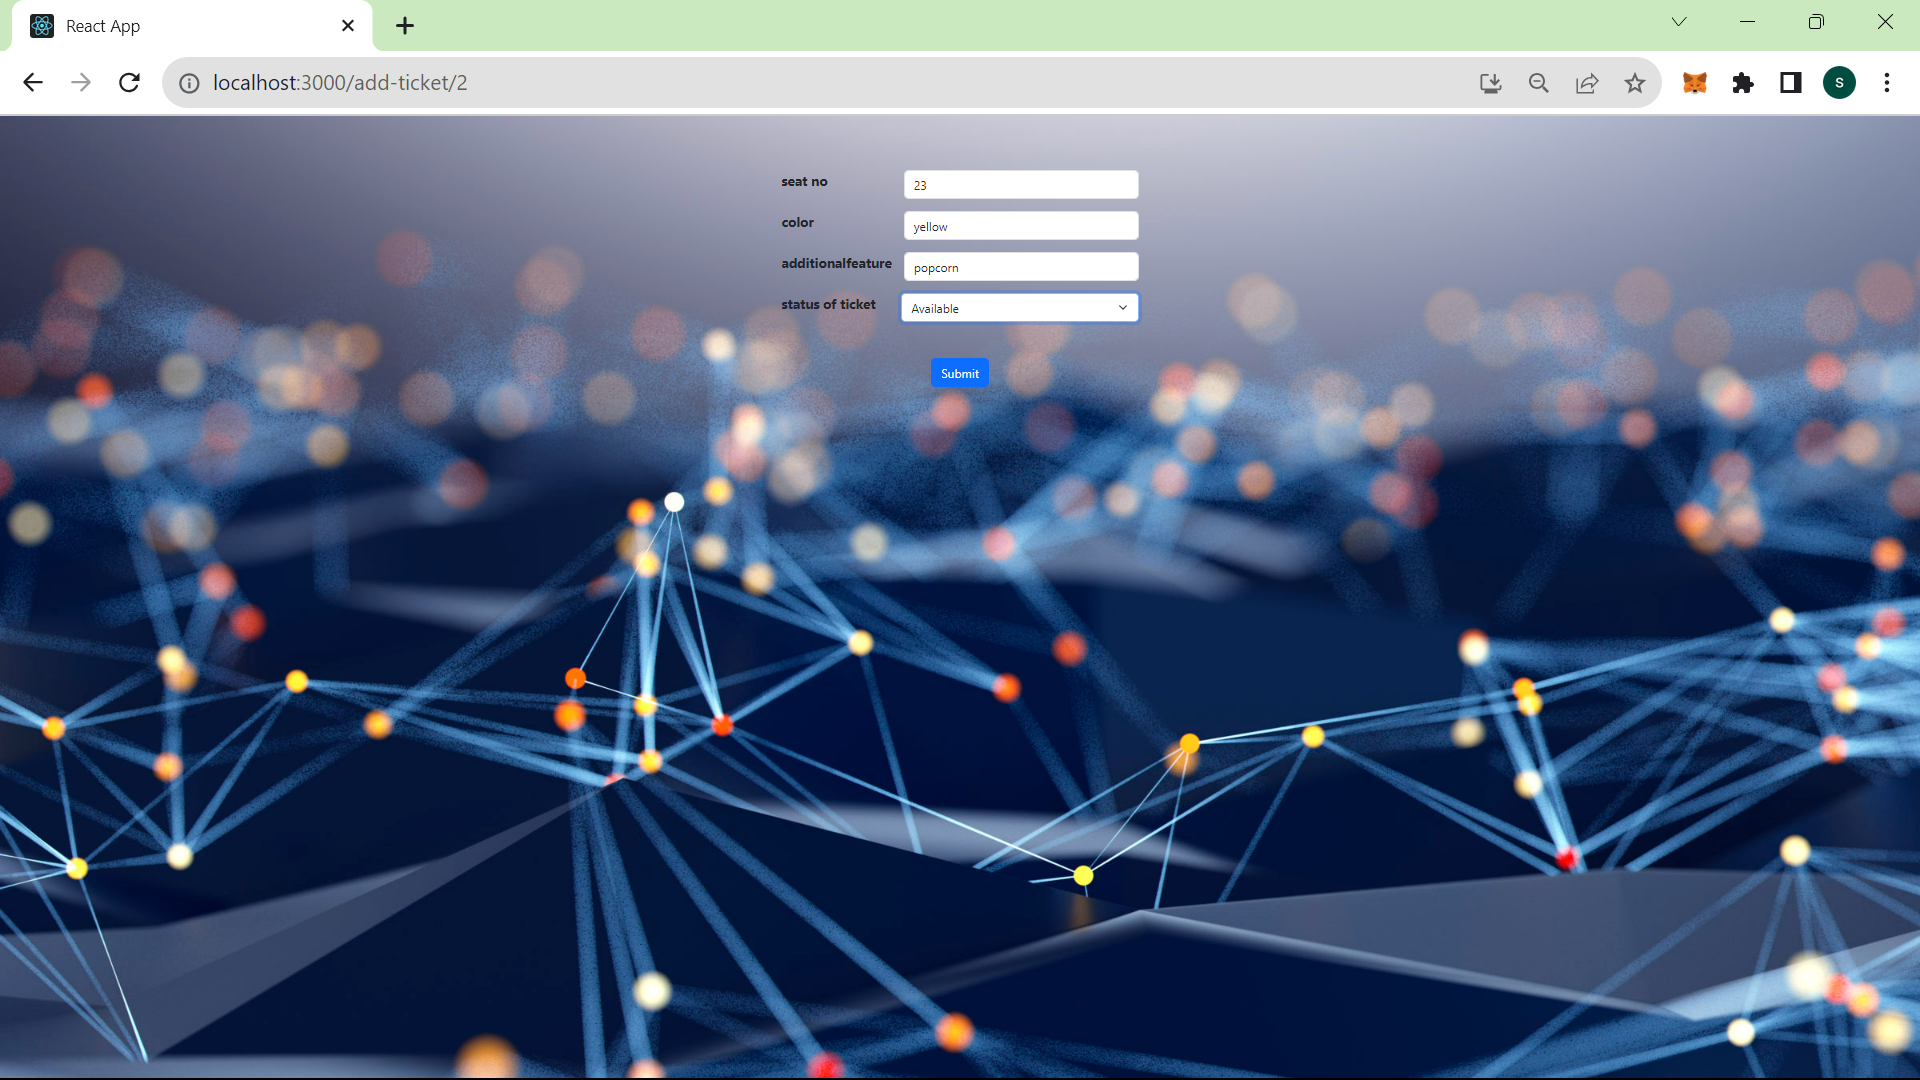 React App
localhost:3000/add-ticket/2
S
seat no 23
color yellow
additionalfeature popcorn
status of ticket Available
Submit